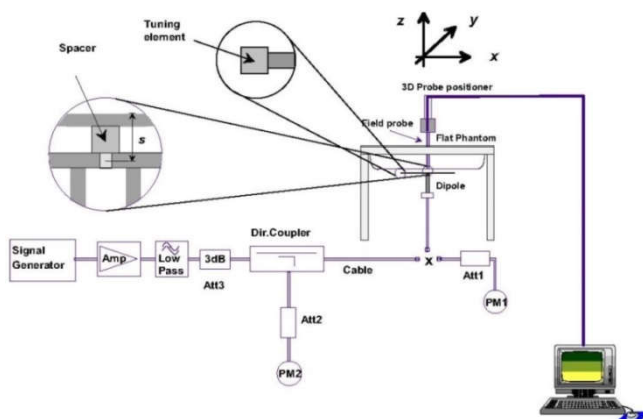 Tuning
element
Spacer
s
z
y
x
3D Probe positioner
Field probe
Flat Phantom
Dipole
Signal
Generator
Amp
Low
Pass
3dB
Att3
Dir.Coupler
Cable
x
Att1
PM1
Att2
PM2